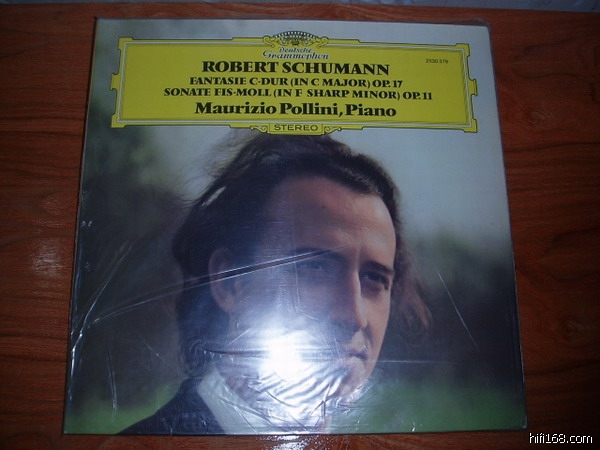 Deutsche
Grammophon
ROBERT SCHUMANN
2530 379
FANTASIE C-DUR (IN C MAJOR) OP. 17
SONATE FIS-MOLL (IN F SHARP MINOR) OP. 11
Maurizio Pollini, Piano
STEREO
hifi168.com